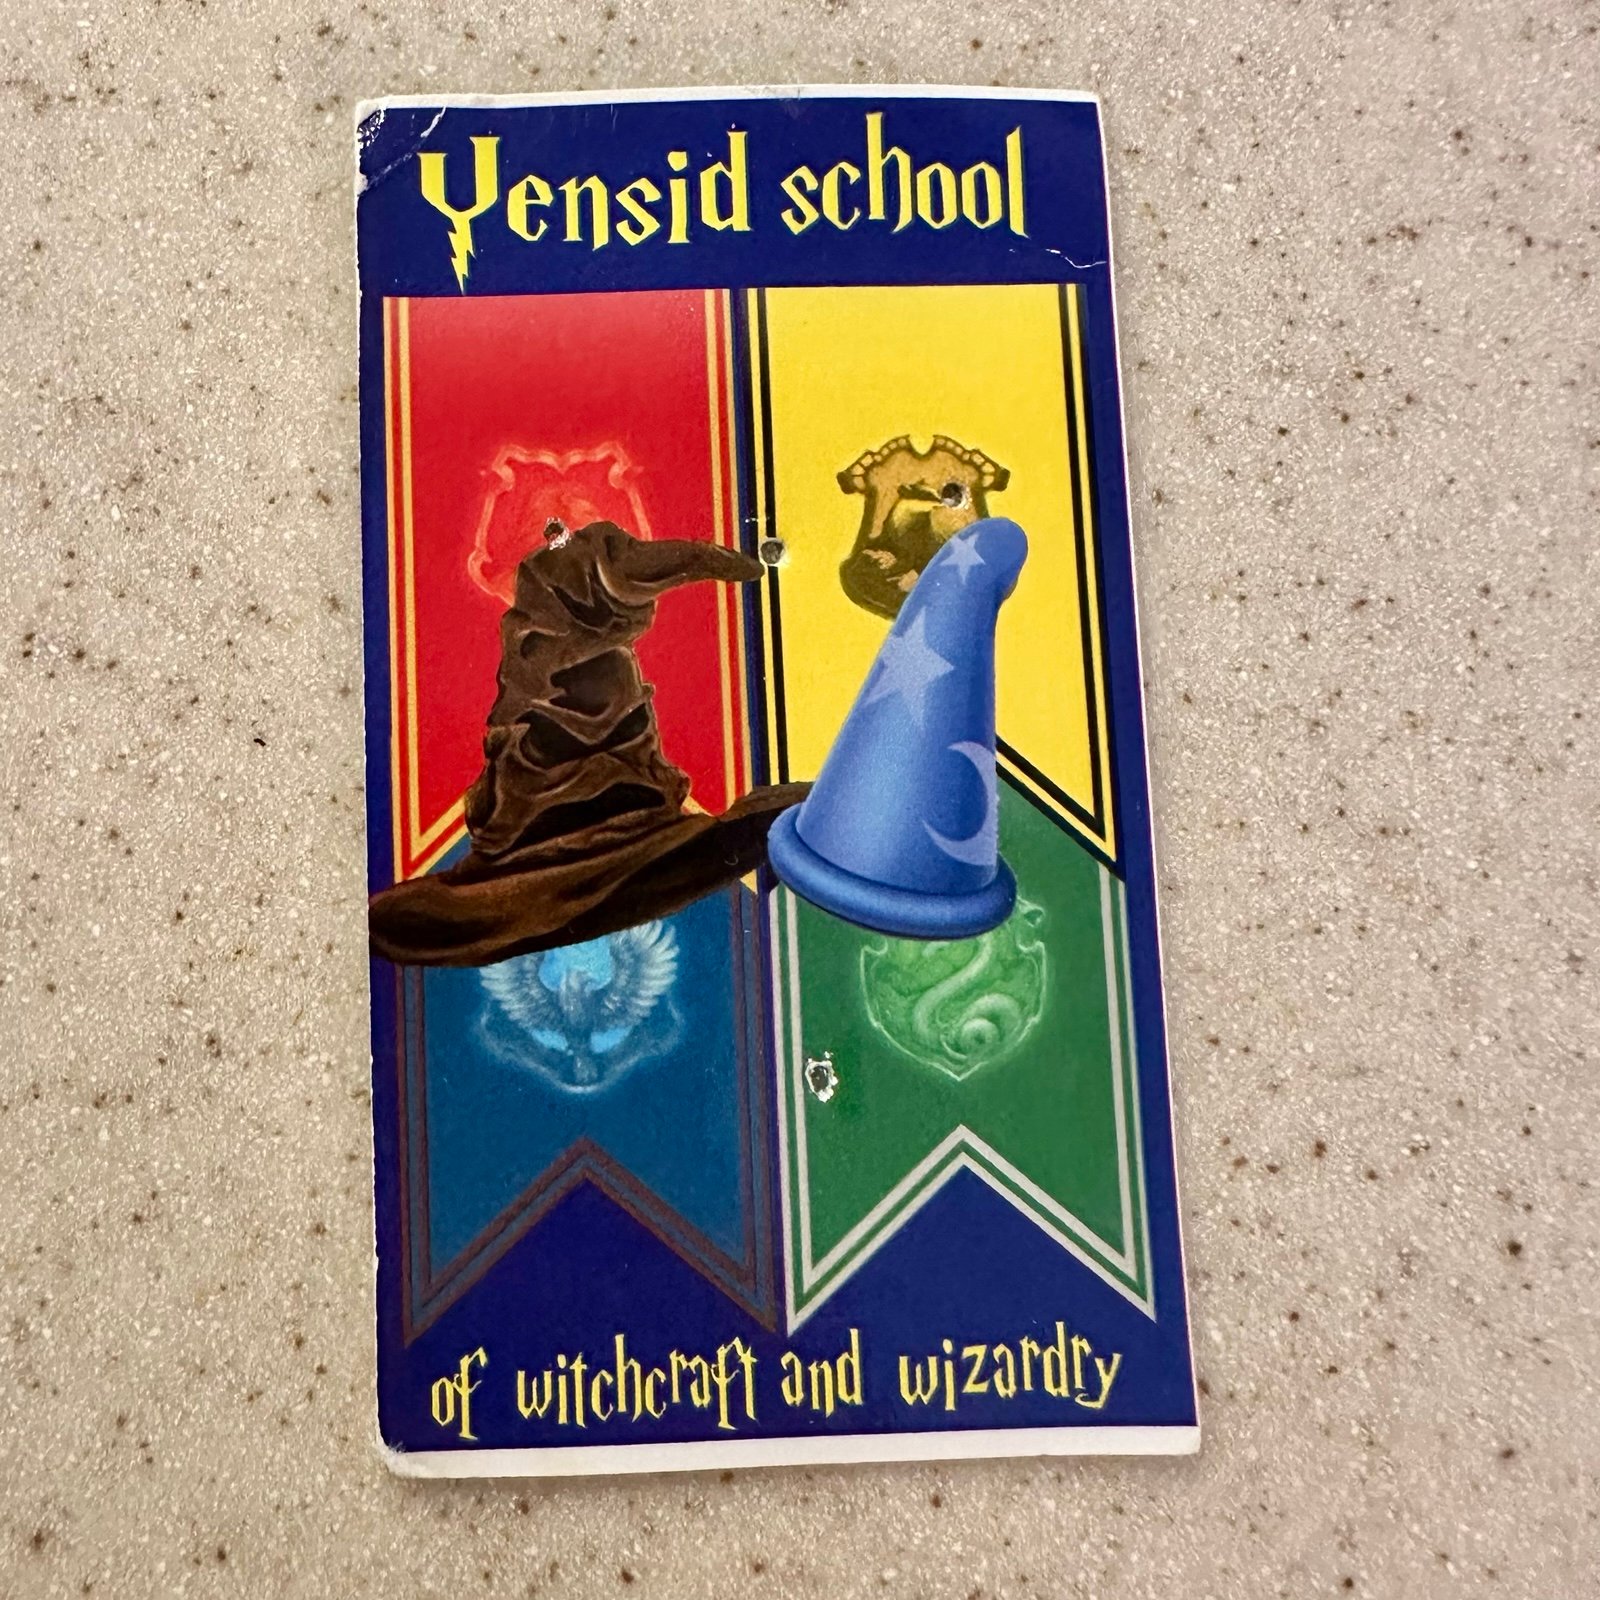 Yensid school
of witchcraft and wizardry